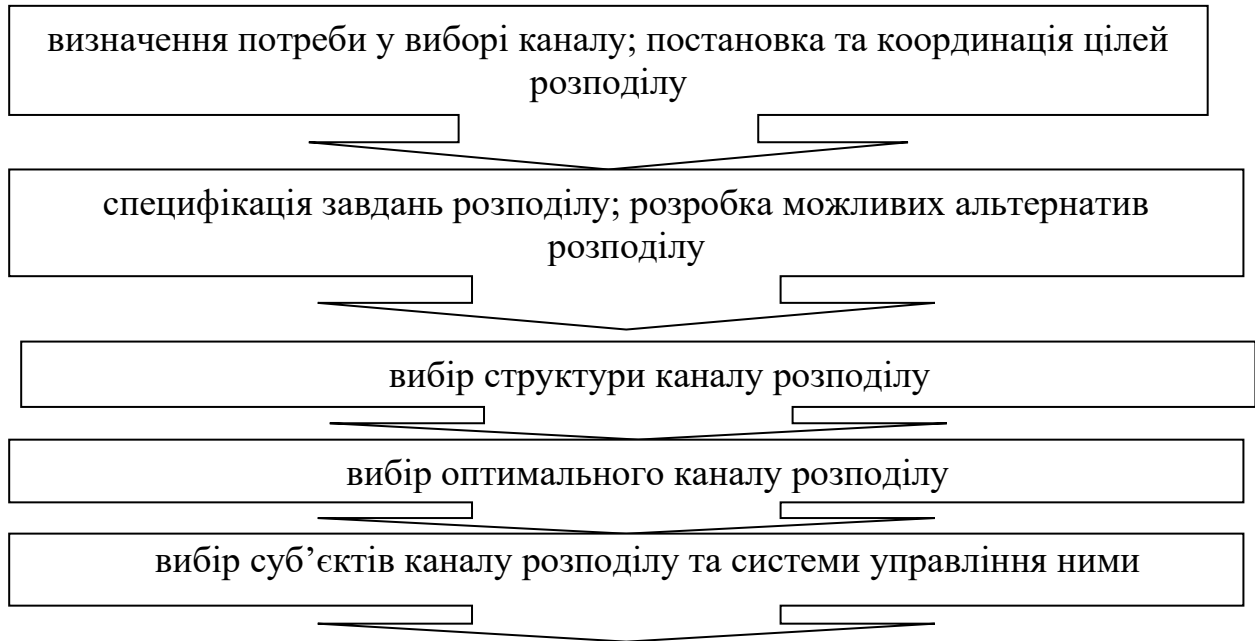 визначення потреби у виборі каналу; постановка та координація цілей
розподілу
специфікація завдань розподілу; розробка можливих альтернатив
розподілу
вибір структури каналу розподілу
вибір оптимального каналу розподілу
вибір суб’єктів каналу розподілу та системи управління ними